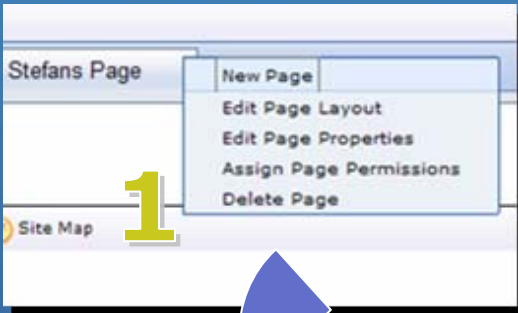 Stefans Page
New Page
Edit Page Layout
Edit Page Properties
Assign Page Permissions
Delete Page
1
Site Map